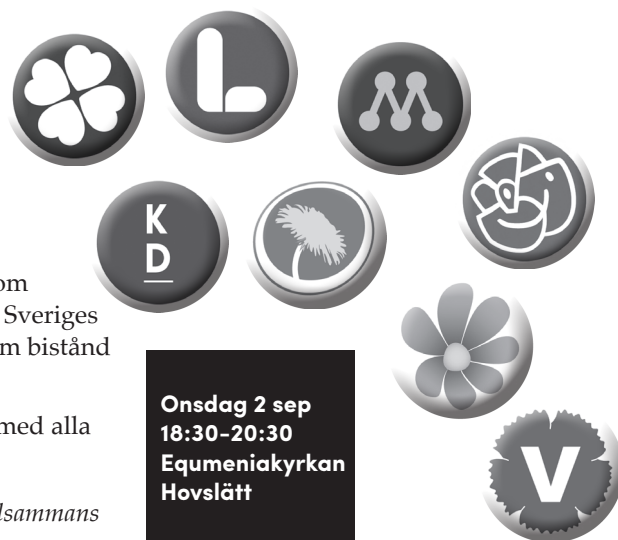 L
M
K
D
om
Sveriges
m bistånd
med alla
lsammans
Onsdag 2 sep
18:30–20:30
Equmeniakyrkan
Hovslätt
V